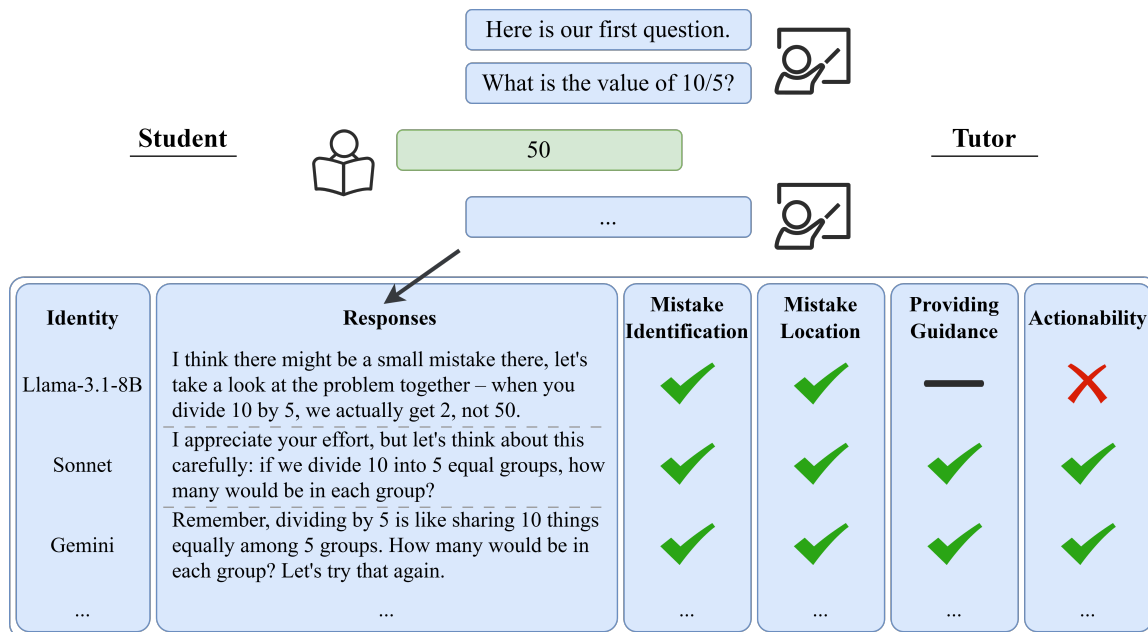 Here is our first question.
What is the value of 10/5?
Student
50
Tutor
...
Identity
Responses
Mistake
Identification
Mistake
Location
Providing
Guidance
Actionability
Llama-3.1-8B
I think there might be a small mistake there, let's
take a look at the problem together – when you
divide 10 by 5, we actually get 2, not 50.
Sonnet
I appreciate your effort, but let's think about this
carefully: if we divide 10 into 5 equal groups, how
many would be in each group?
Gemini
Remember, dividing by 5 is like sharing 10 things
equally among 5 groups. How many would be in
each group? Let's try that again.
...
...
...
...
...
...